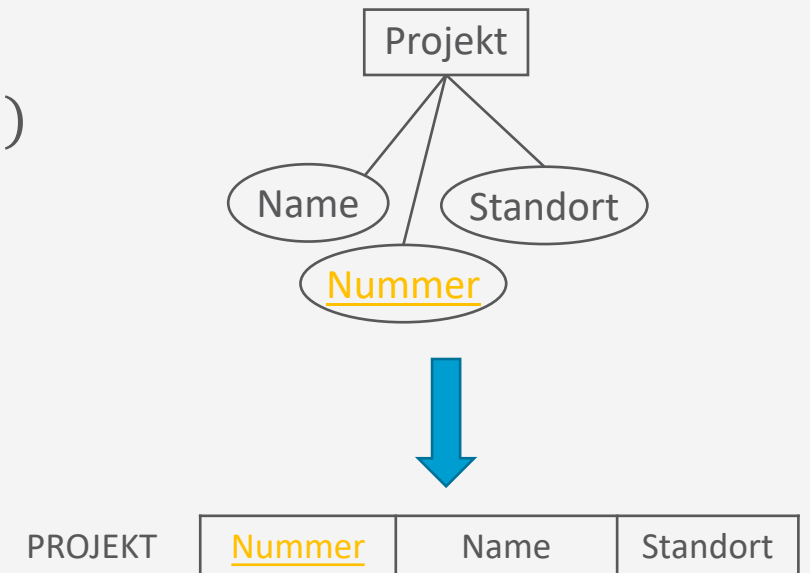 Projekt
)
Name
Standort
Nummer
PROJEKT Nummer Name Standort